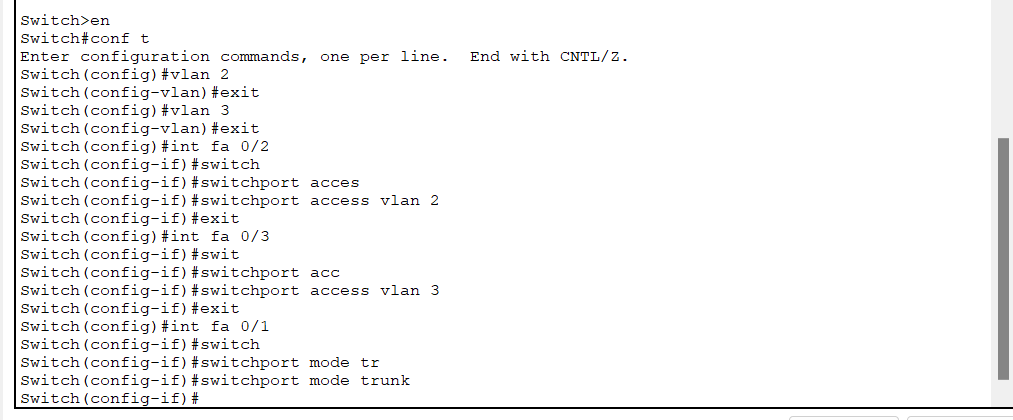 Switch>en
Switch#conf t
Enter configuration commands, one per line.  End with CNTL/Z.
Switch(config)#vlan 2
Switch(config-vlan)#exit
Switch(config)#vlan 3
Switch(config-vlan)#exit
Switch(config)#int fa 0/2
Switch(config-if)#switch
Switch(config-if)#switchport acces
Switch(config-if)#switchport access vlan 2
Switch(config-if)#exit
Switch(config)#int fa 0/3
Switch(config-if)#swit
Switch(config-if)#switchport acc
Switch(config-if)#switchport access vlan 3
Switch(config-if)#exit
Switch(config)#int fa 0/1
Switch(config-if)#switch
Switch(config-if)#switchport mode tr
Switch(config-if)#switchport mode trunk
Switch(config-if)#